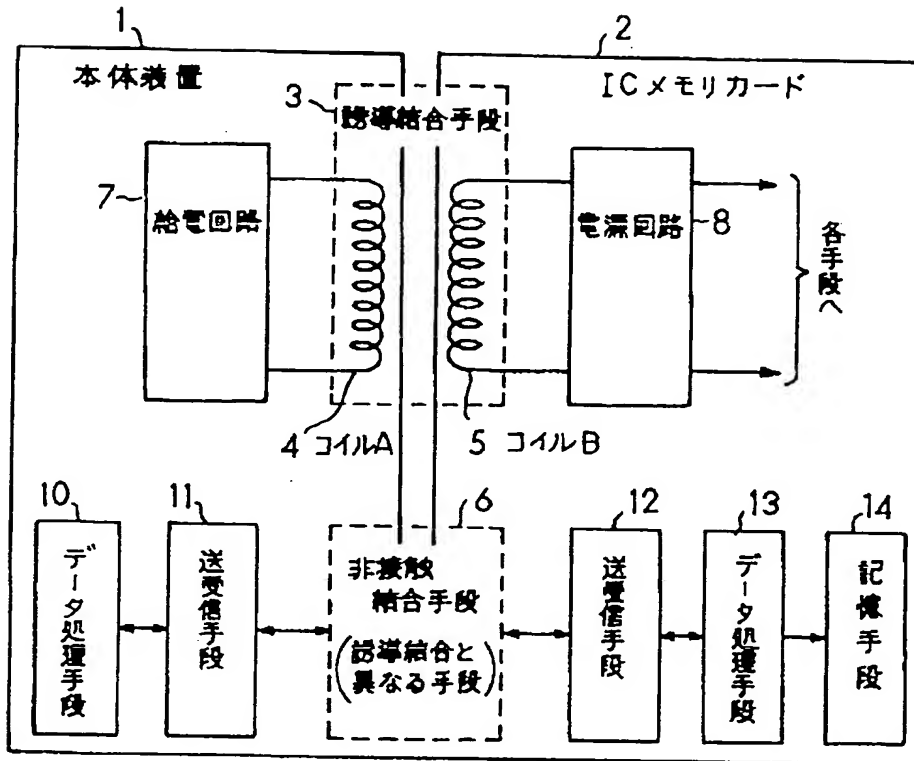 1
2
本体装置
ICメモリカード
3
誘導結合手段
7
給電回路
電源回路
8
各手段へ
4 コイルA
5 コイルB
10
11
6
12
13
14
データ処理手段
送受信手段
非接触
結合手段
(誘導結合と
異なる手段)
送受信手段
データ処理手段
記憶手段